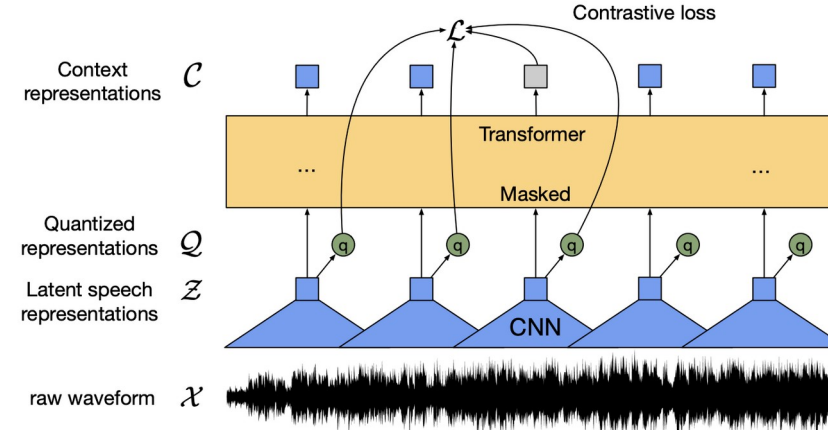 Contrastive loss
ℒ
Context
representations 𝒞
Transformer
... ...
Masked
Quantized
representations 𝒬
q q q q q
Latent speech
representations 𝒵
CNN
raw waveform 𝒳